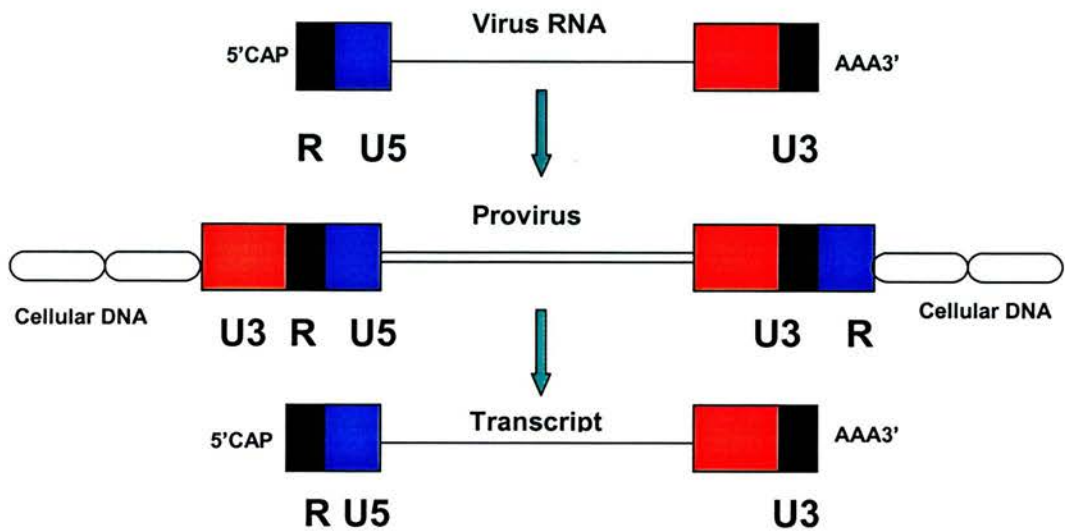 Virus RNA
5'CAP
AAA3'
R U5 U3
Provirus
Cellular DNA
Cellular DNA
U3 R U5 U3 R
Transcript
5'CAP
AAA3'
R U5 U3